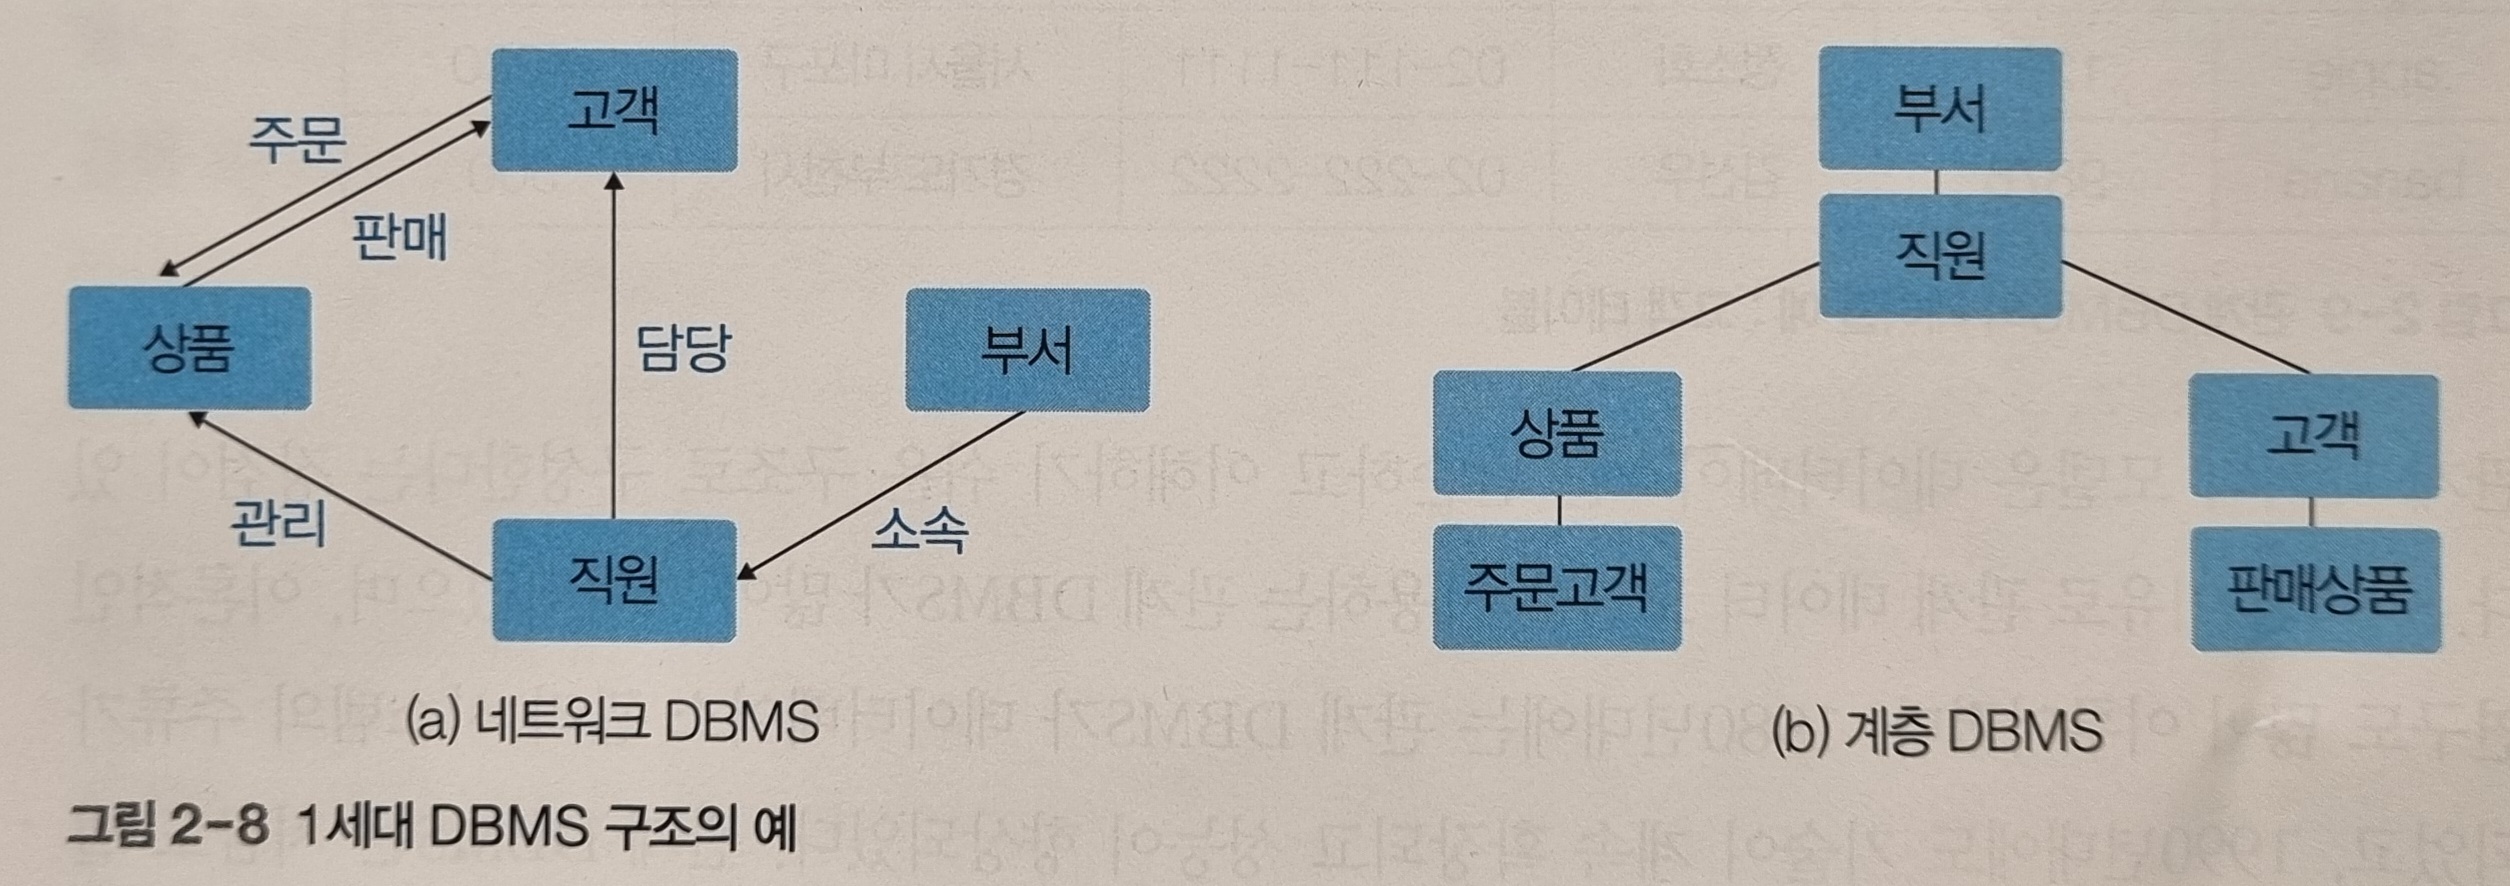 고객
주문
판매
상품
담당
부서
관리
소속
직원
(a) 네트워크 DBMS
부서
직원
상품
고객
주문고객
판매상품
(b) 계층 DBMS
그림 2-8 1세대 DBMS 구조의 예